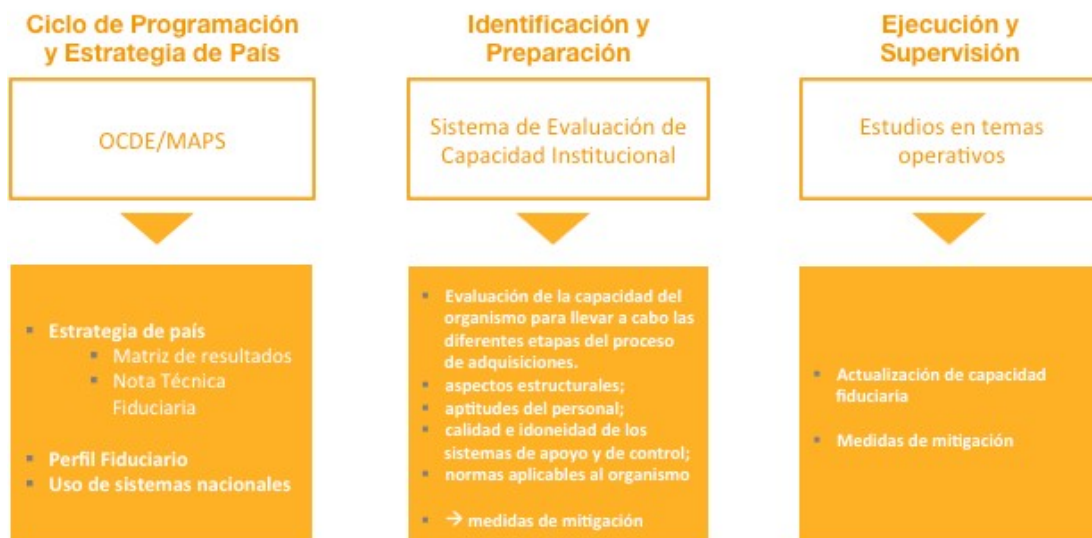 Ciclo de Programación
y Estrategia de País
OCDE/MAPS
▪ Estrategia de país
▪ Matriz de resultados
▪ Nota Técnica
Fiduciaria
▪ Perfil Fiduciario
▪ Uso de sistemas nacionales
Identificación y
Preparación
Sistema de Evaluación de
Capacidad Institucional
▪ Evaluación de la capacidad del
organismo para llevar a cabo las
diferentes etapas del proceso
de adquisiciones.
▪ aspectos estructurales;
▪ aptitudes del personal;
▪ calidad e idoneidad de los
sistemas de apoyo y de control;
▪ normas aplicables al organismo
▪ → medidas de mitigación
Ejecución y
Supervisión
Estudios en temas
operativos
▪ Actualización de capacidad
fiduciaria
▪ Medidas de mitigación